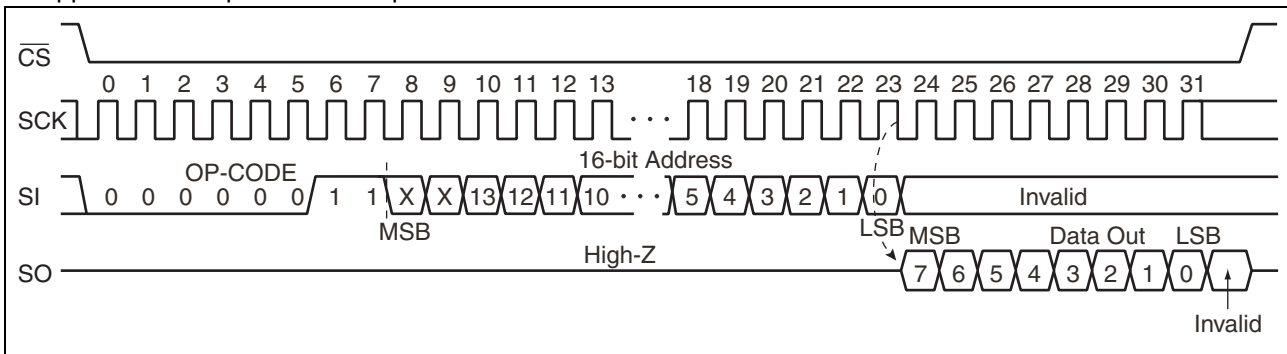 CS
0 1 2 3 4 5 6 7 8 9 10 11 12 13 18 19 20 21 22 23 24 25 26 27 28 29 30 31
SCK
OP-CODE
16-bit Address
SI 0 0 0 0 0 0 1 1 X X 13 12 11 10 5 4 3 2 1 0 Invalid
MSB LSB
High-Z MSB Data Out LSB
SO 7 6 5 4 3 2 1 0
Invalid